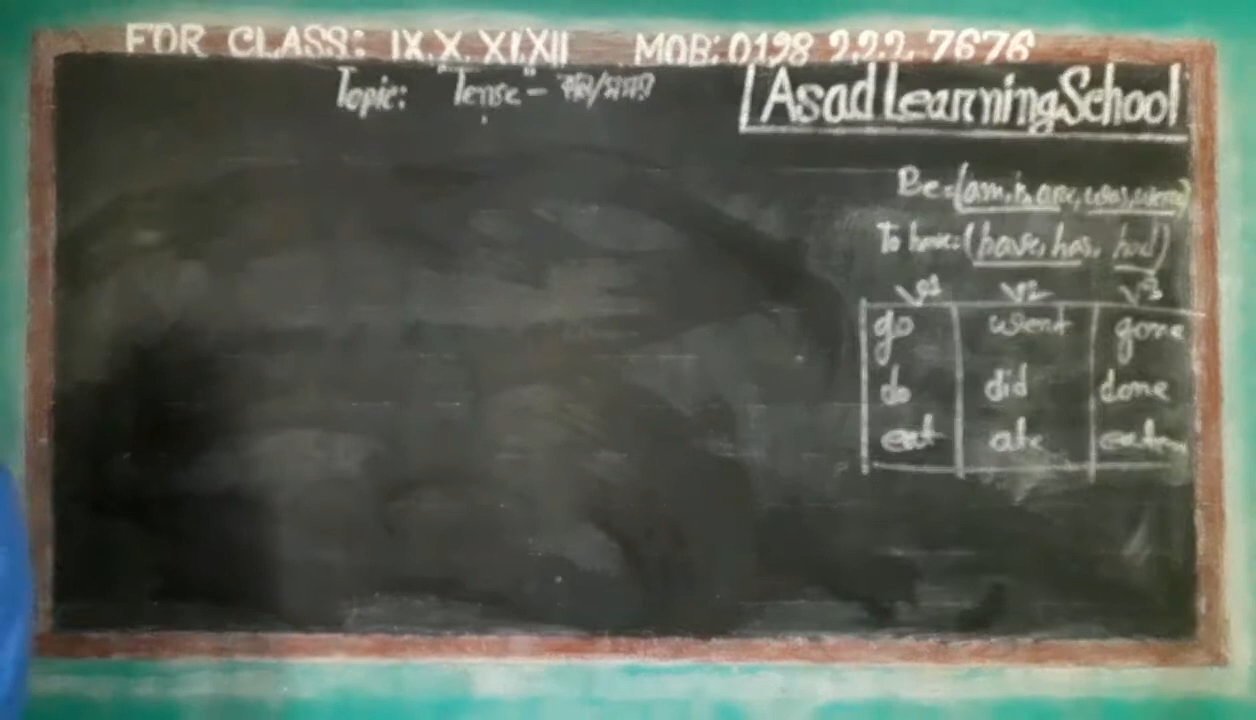 FOR CLASS: IX.X.XI.XII MOB: 0198 222 7676
Topic: "Tense" - কাল/সময়
Asad Learning School
Be = (am, is, are, was, were)
To have: (have, has, had)
V1 V2 V3
go went gone
do did done
eat ate eaten